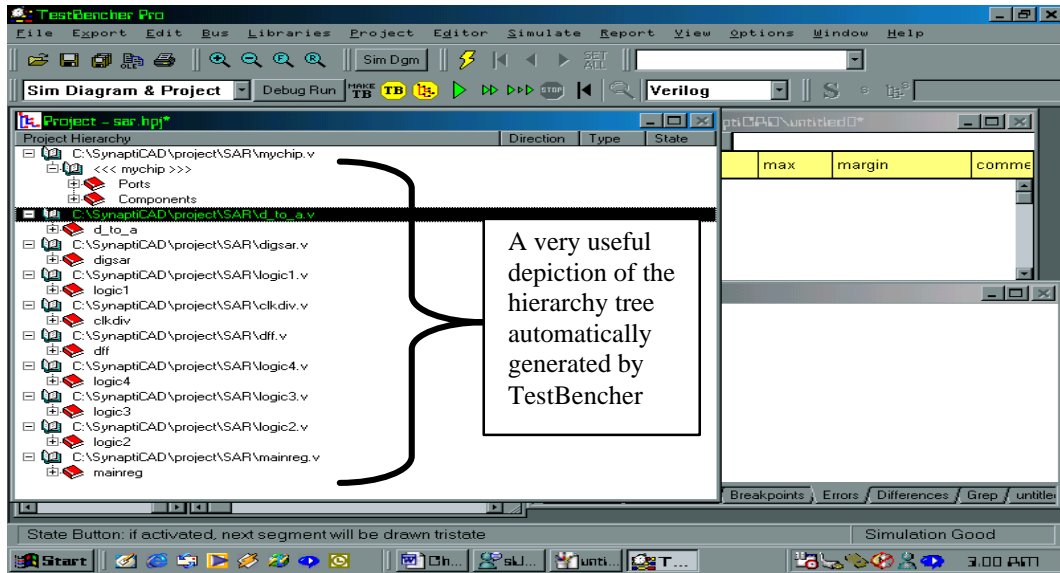 TestBencher Pro
File Export Edit Bus Libraries Project Editor Simulate Report View Options Window Help
Sim Dgm
SET ALL
Sim Diagram & Project Debug Run MAKE TB TB STOP Verilog
Project - sar.hpj*
ptiCAD\untitled0*
Project Hierarchy Direction Type State
max margin comme
C:\SynaptiCAD\project\SAR\mychip.v
<<< mychip >>>
Ports
Components
C:\SynaptiCAD\project\SAR\d_to_a.v
d_to_a
C:\SynaptiCAD\project\SAR\digsar.v
digsar
C:\SynaptiCAD\project\SAR\logic1.v
logic1
C:\SynaptiCAD\project\SAR\clkdiv.v
clkdiv
C:\SynaptiCAD\project\SAR\dff.v
dff
C:\SynaptiCAD\project\SAR\logic4.v
logic4
C:\SynaptiCAD\project\SAR\logic3.v
logic3
C:\SynaptiCAD\project\SAR\logic2.v
logic2
C:\SynaptiCAD\project\SAR\mainreg.v
mainreg
A very useful
depiction of the
hierarchy tree
automatically
generated by
TestBencher
Breakpoints Errors Differences Grep untitle
State Button: if activated, next segment will be drawn tristate
Simulation Good
Start Ch... sU... unti... T... 3:00 AM